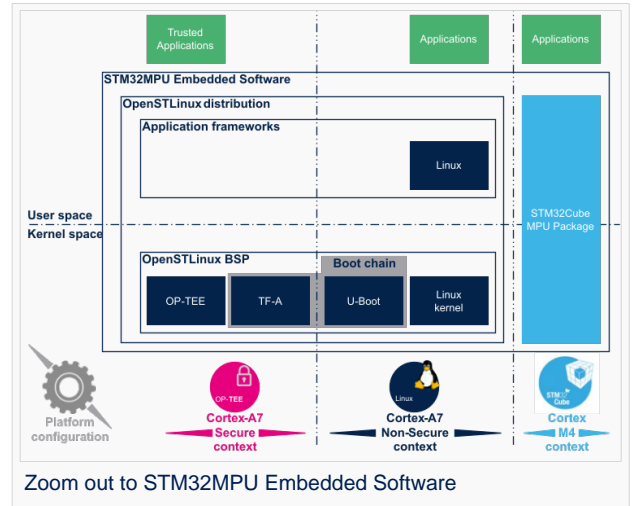 Trusted
Applications
Applications
Applications
STM32MPU Embedded Software
OpenSTLinux distribution
Application frameworks
Linux
STM32Cube
MPU Package
User space
Kernel space
OpenSTLinux BSP
Boot chain
OP-TEE
TF-A
U-Boot
Linux
kernel
OP-TEE
Linux
STM32
Cube
Platform
configuration
Cortex-A7
Secure
context
Cortex-A7
Non-Secure
context
Cortex
M4
context
Zoom out to STM32MPU Embedded Software